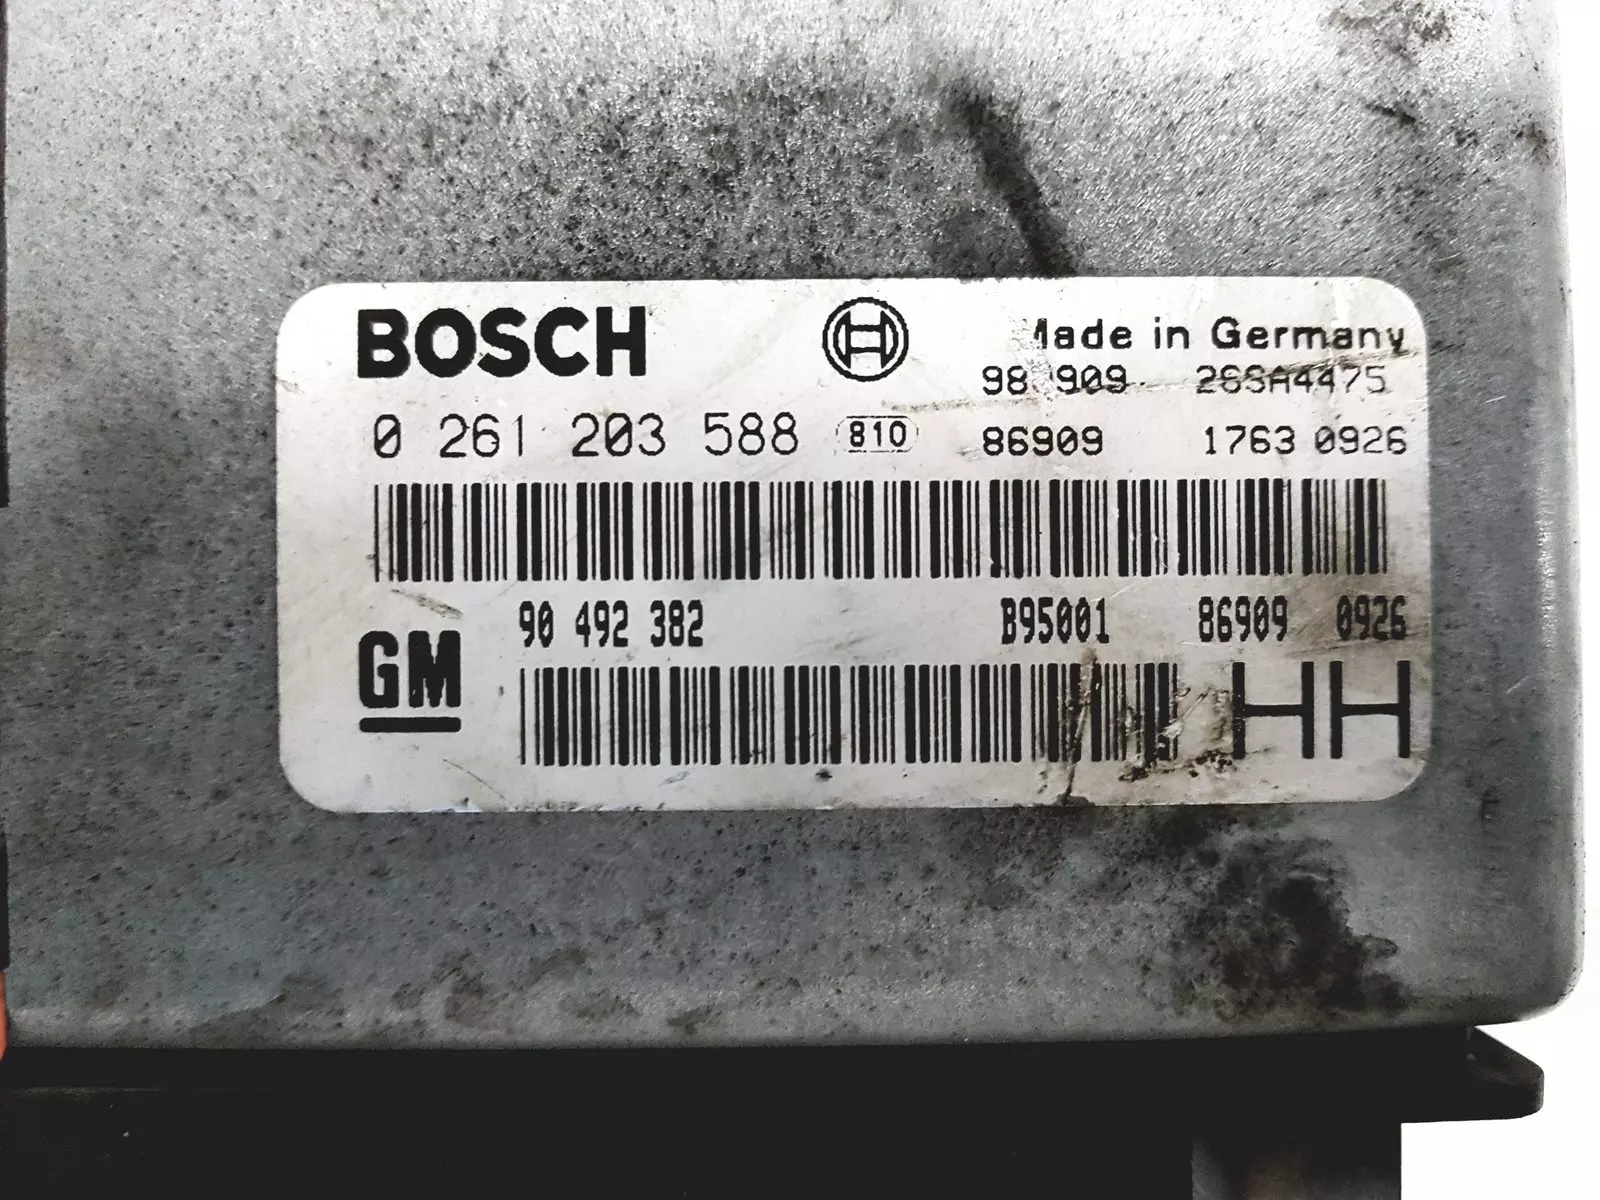 BOSCH Made in Germany
909 26SA4475
0 261 203 588 810 86909 1763 0926
90 492 382 B95001 86909 0926
GM HH